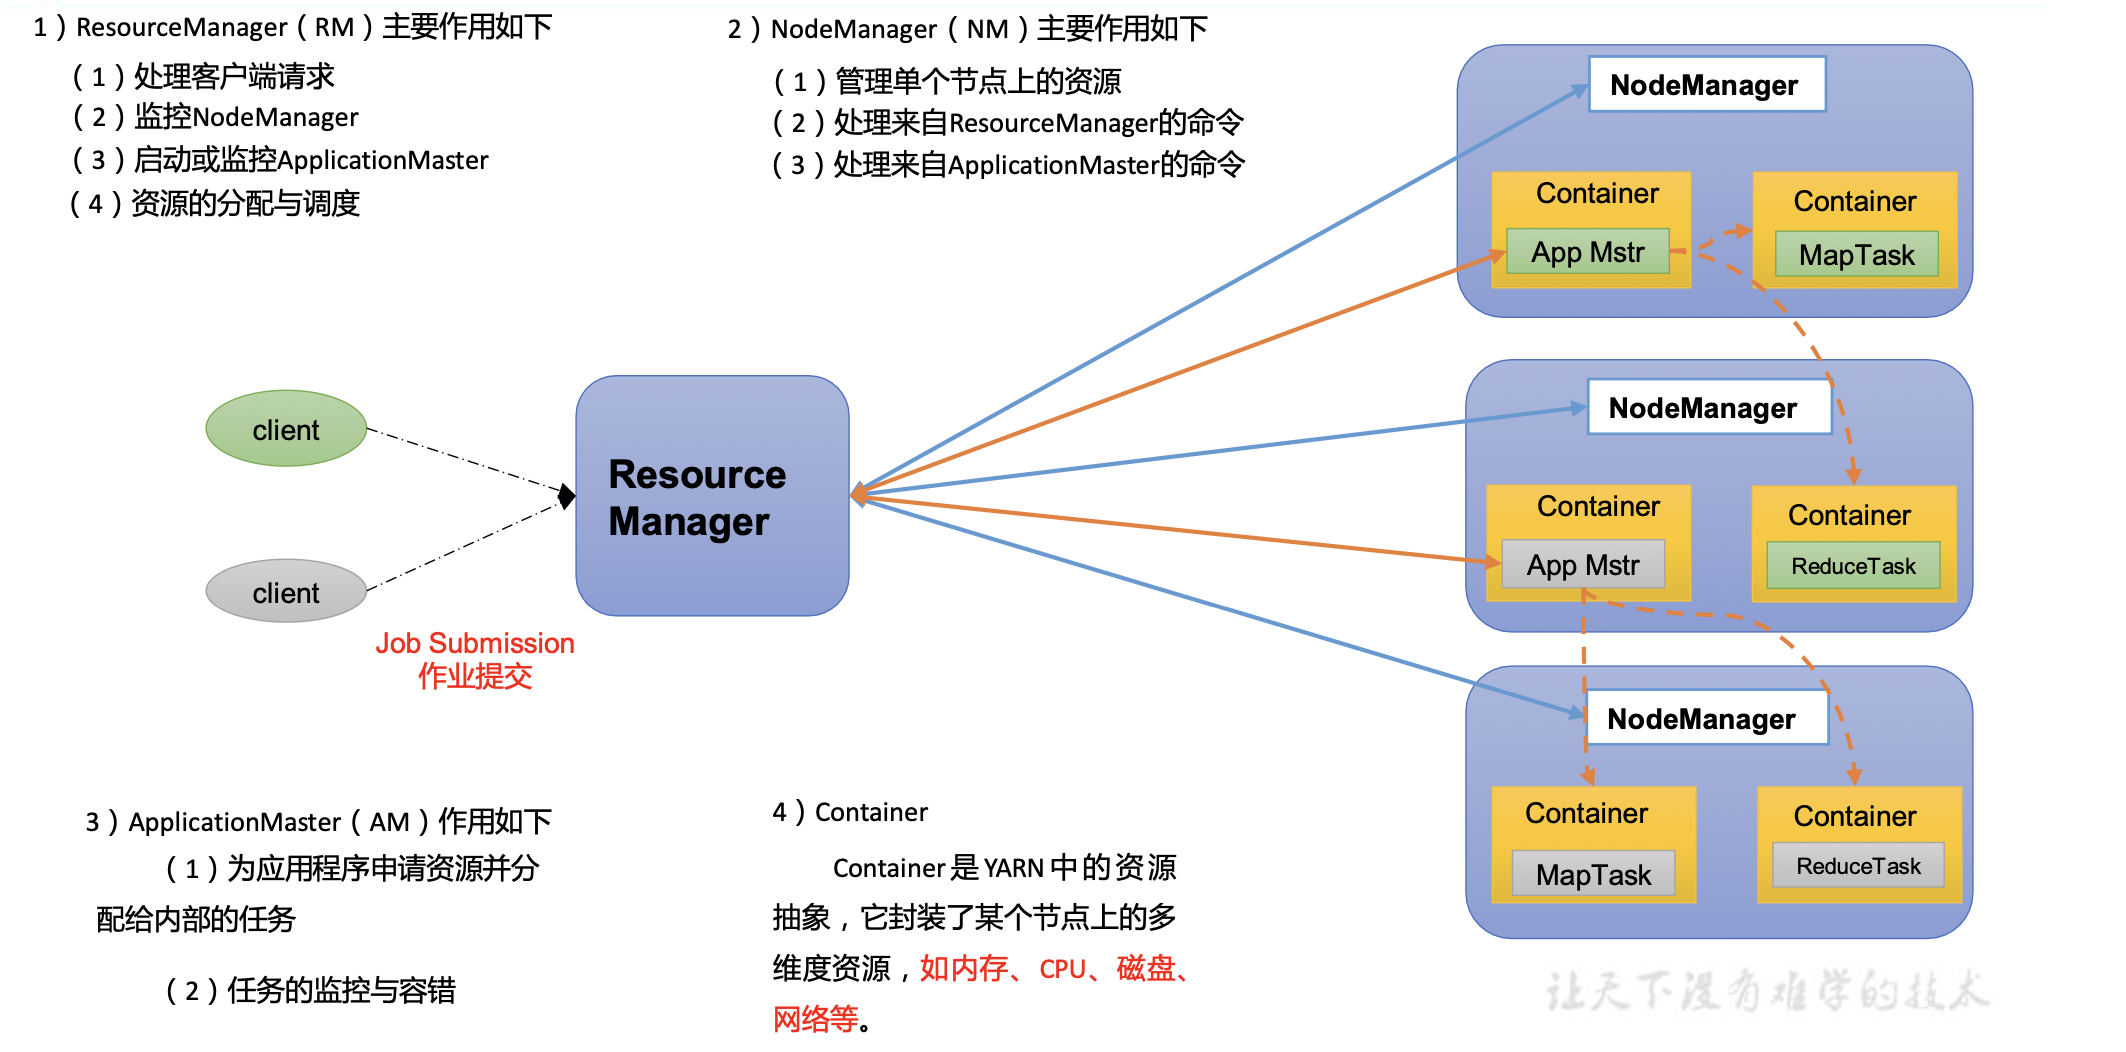 1）ResourceManager（RM）主要作用如下
（1）处理客户端请求
（2）监控NodeManager
（3）启动或监控ApplicationMaster
（4）资源的分配与调度
2）NodeManager（NM）主要作用如下
（1）管理单个节点上的资源
（2）处理来自ResourceManager的命令
（3）处理来自ApplicationMaster的命令
client
client
Job Submission
作业提交
Resource
Manager
NodeManager
Container
App Mstr
Container
MapTask
NodeManager
Container
App Mstr
Container
ReduceTask
NodeManager
Container
MapTask
Container
ReduceTask
3）ApplicationMaster（AM）作用如下
（1）为应用程序申请资源并分
配给内部的任务
（2）任务的监控与容错
4）Container
Container是YARN中的资源
抽象，它封装了某个节点上的多
维度资源，如内存、CPU、磁盘、
网络等。
让天下没有难学的技术